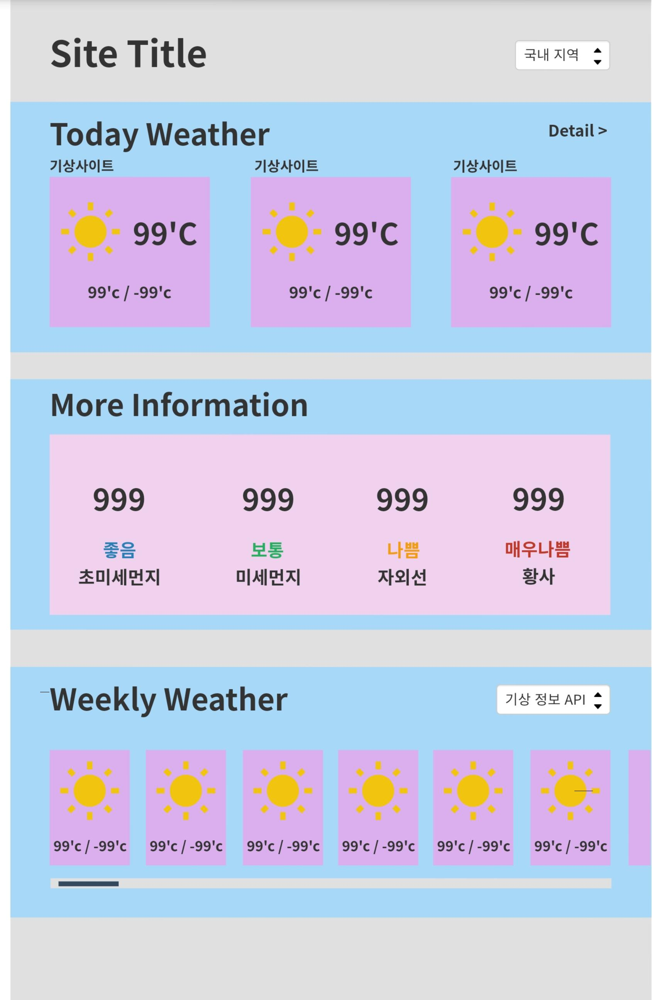 Site Title
국내 지역
Today Weather
Detail >
기상사이트
기상사이트
기상사이트
99'C
99'C
99'C
99'c / -99'c
99'c / -99'c
99'c / -99'c
More Information
999
999
999
999
좋음
보통
나쁨
매우나쁨
초미세먼지
미세먼지
자외선
황사
Weekly Weather
기상 정보 API
99'c / -99'c
99'c / -99'c
99'c / -99'c
99'c / -99'c
99'c / -99'c
99'c / -99'c